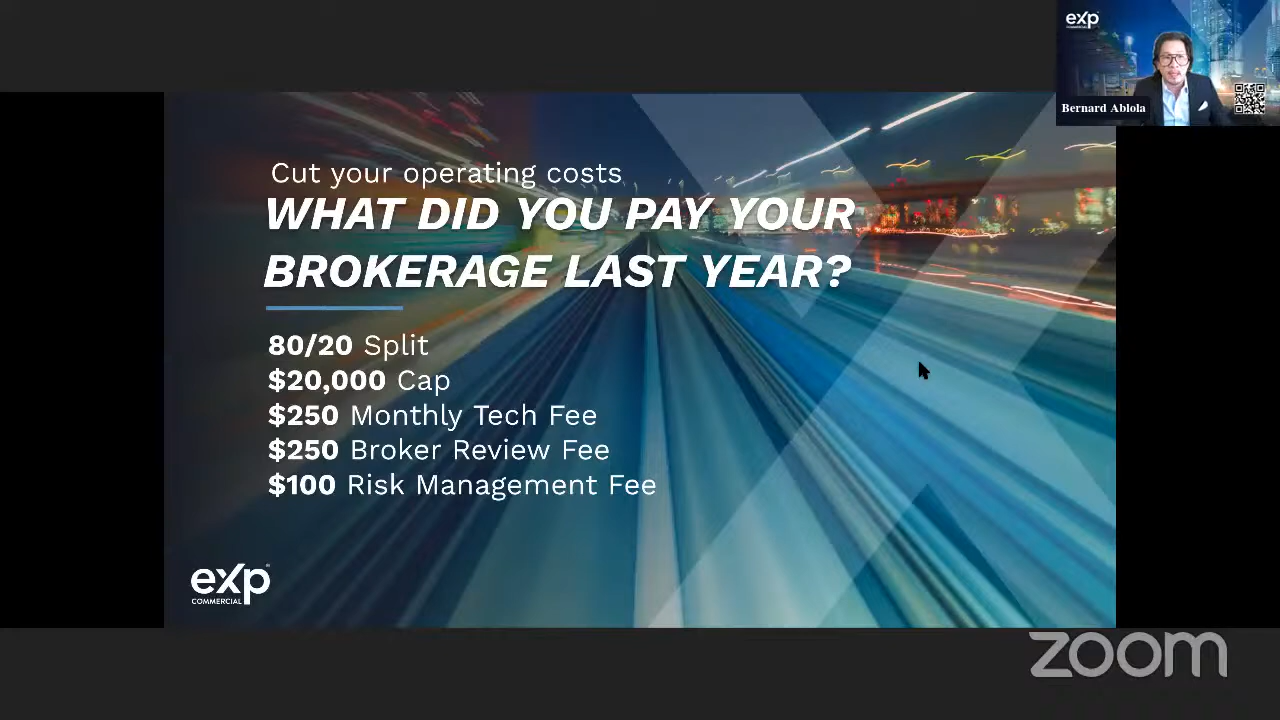 exp
COMMERCIAL
Bernard Ablola
Cut your operating costs
WHAT DID YOU PAY YOUR
BROKERAGE LAST YEAR?
80/20 Split
$20,000 Cap
$250 Monthly Tech Fee
$250 Broker Review Fee
$100 Risk Management Fee
exp
COMMERCIAL
zoom